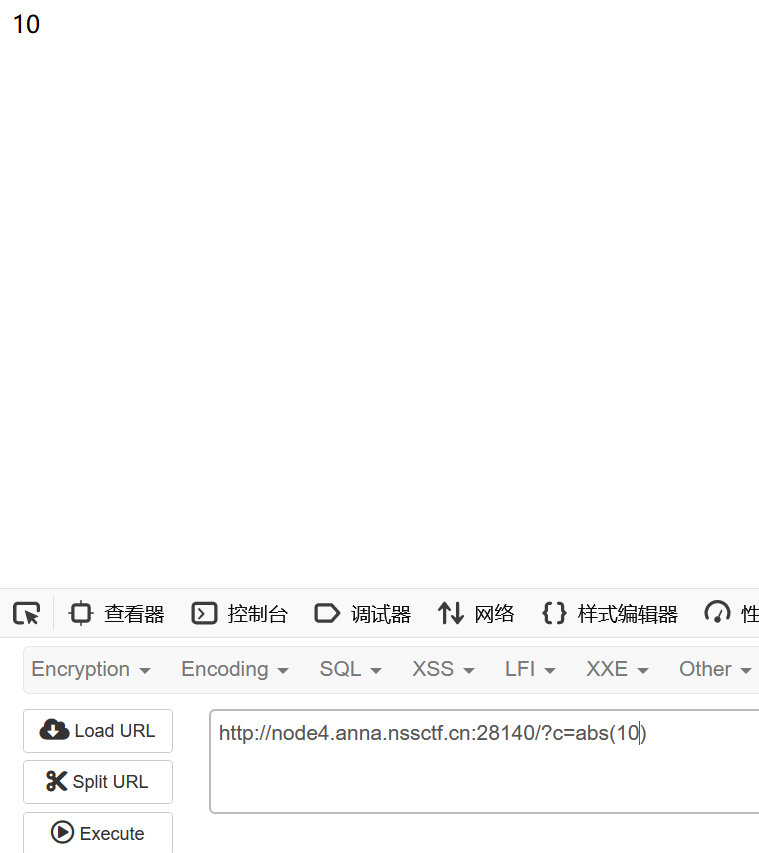 10
查看器 控制台 调试器 网络 样式编辑器 性
Encryption Encoding SQL XSS LFI XXE Other
Load URL
http://node4.anna.nssctf.cn:28140/?c=abs(10)
Split URL
Execute